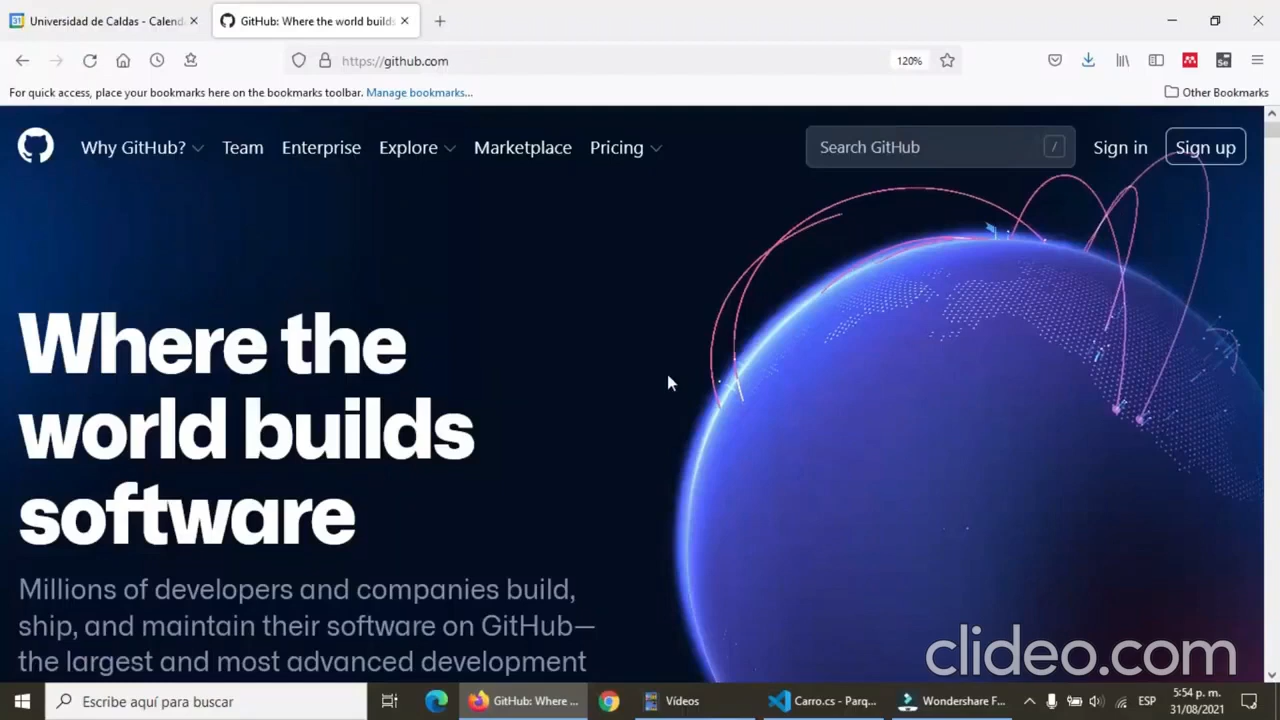 Universidad de Caldas - Calenda
GitHub: Where the world builds
https://github.com
120%
For quick access, place your bookmarks here on the bookmarks toolbar. Manage bookmarks...
Other Bookmarks
Why GitHub?
Team
Enterprise
Explore
Marketplace
Pricing
Search GitHub
/
Sign in
Sign up
Where the
world builds
software
Millions of developers and companies build,
ship, and maintain their software on GitHub—
the largest and most advanced development
clideo.com
Escribe aquí para buscar
GitHub: Where ...
Vídeos
Carro.cs - Parq...
Wondershare F...
ESP
5:54 p. m.
31/08/2021